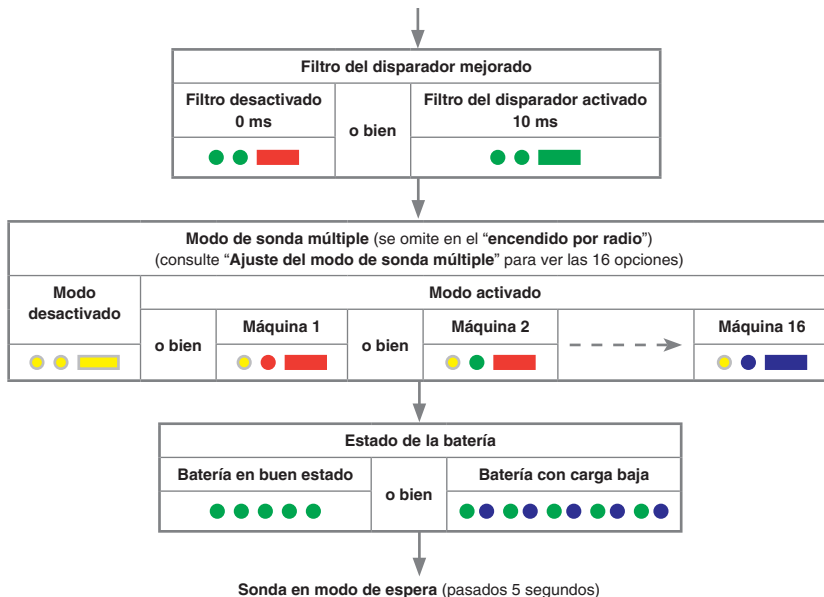 Filtro del disparador mejorado
Filtro desactivado
0 ms
o bien
Filtro del disparador activado
10 ms
Modo de sonda múltiple (se omite en el “encendido por radio”)
(consulte “Ajuste del modo de sonda múltiple” para ver las 16 opciones)
Modo
desactivado
Modo activado
o bien
Máquina 1
o bien
Máquina 2
Máquina 16
Estado de la batería
Batería en buen estado
o bien
Batería con carga baja
Sonda en modo de espera (pasados 5 segundos)